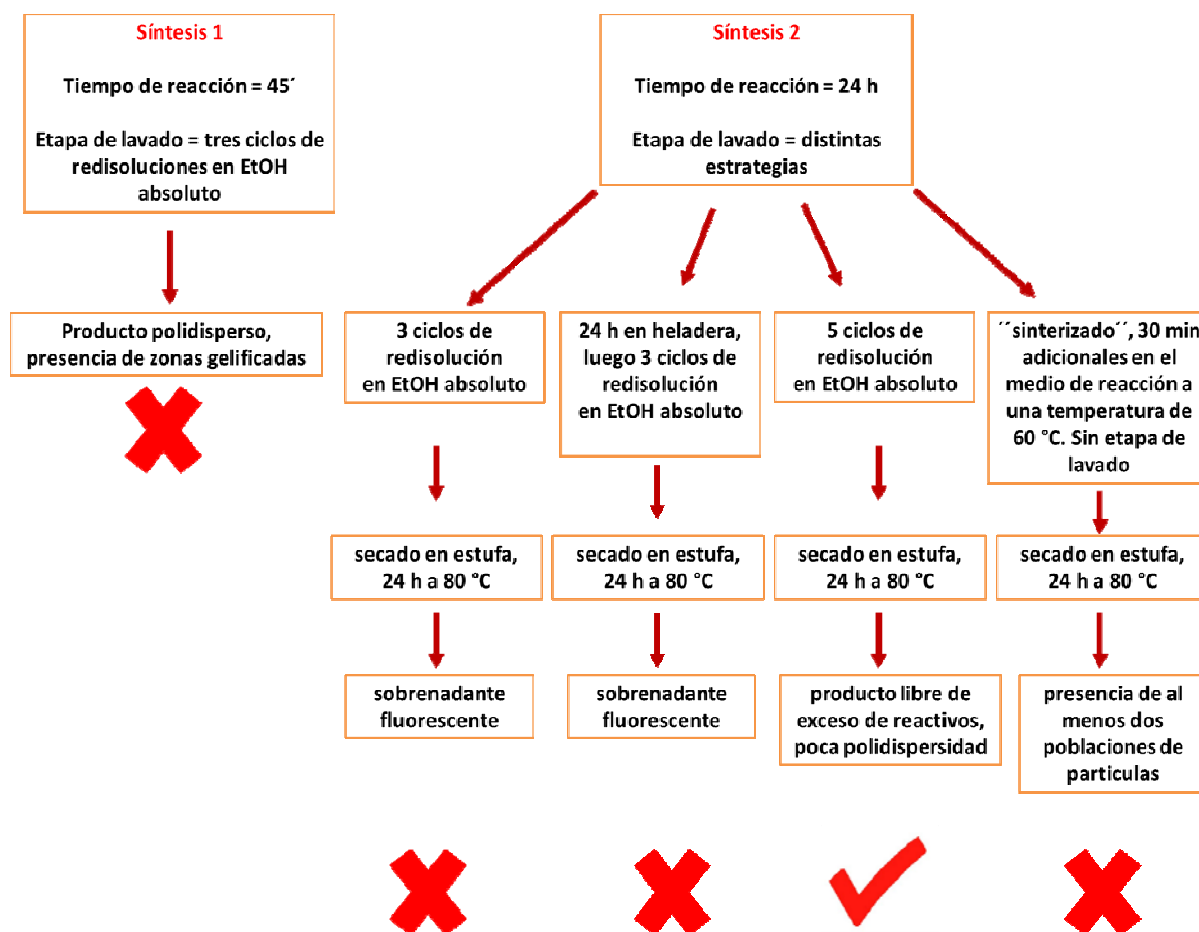 Síntesis 1
Tiempo de reacción = 45´
Etapa de lavado = tres ciclos de
redisoluciones en EtOH
absoluto
Síntesis 2
Tiempo de reacción = 24 h
Etapa de lavado = distintas
estrategias
Producto polidisperso,
presencia de zonas gelificadas
3 ciclos de
redisolución
en EtOH absoluto
24 h en heladera,
luego 3 ciclos de
redisolución
en EtOH absoluto
5 ciclos de
redisolución
en EtOH absoluto
´´sinterizado´´, 30 min
adicionales en el
medio de reacción a
una temperatura de
60 °C. Sin etapa de
lavado
secado en estufa,
24 h a 80 °C
secado en estufa,
24 h a 80 °C
secado en estufa,
24 h a 80 °C
secado en estufa,
24 h a 80 °C
sobrenadante
fluorescente
sobrenadante
fluorescente
producto libre de
exceso de reactivos,
poca polidispersidad
presencia de al
menos dos
poblaciones de
particulas